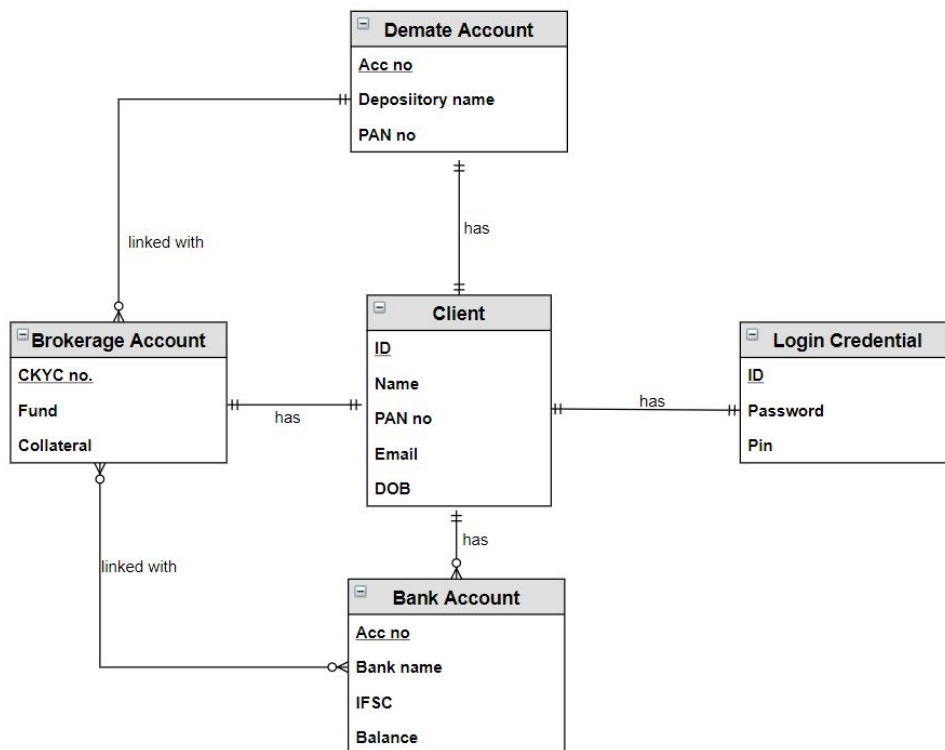 Demate Account
Acc no
Deposiitory name
PAN no
linked with
has
Brokerage Account
CKYC no.
Fund
Collateral
has
Client
ID
Name
PAN no
Email
DOB
has
Login Credential
ID
Password
Pin
linked with
has
Bank Account
Acc no
Bank name
IFSC
Balance